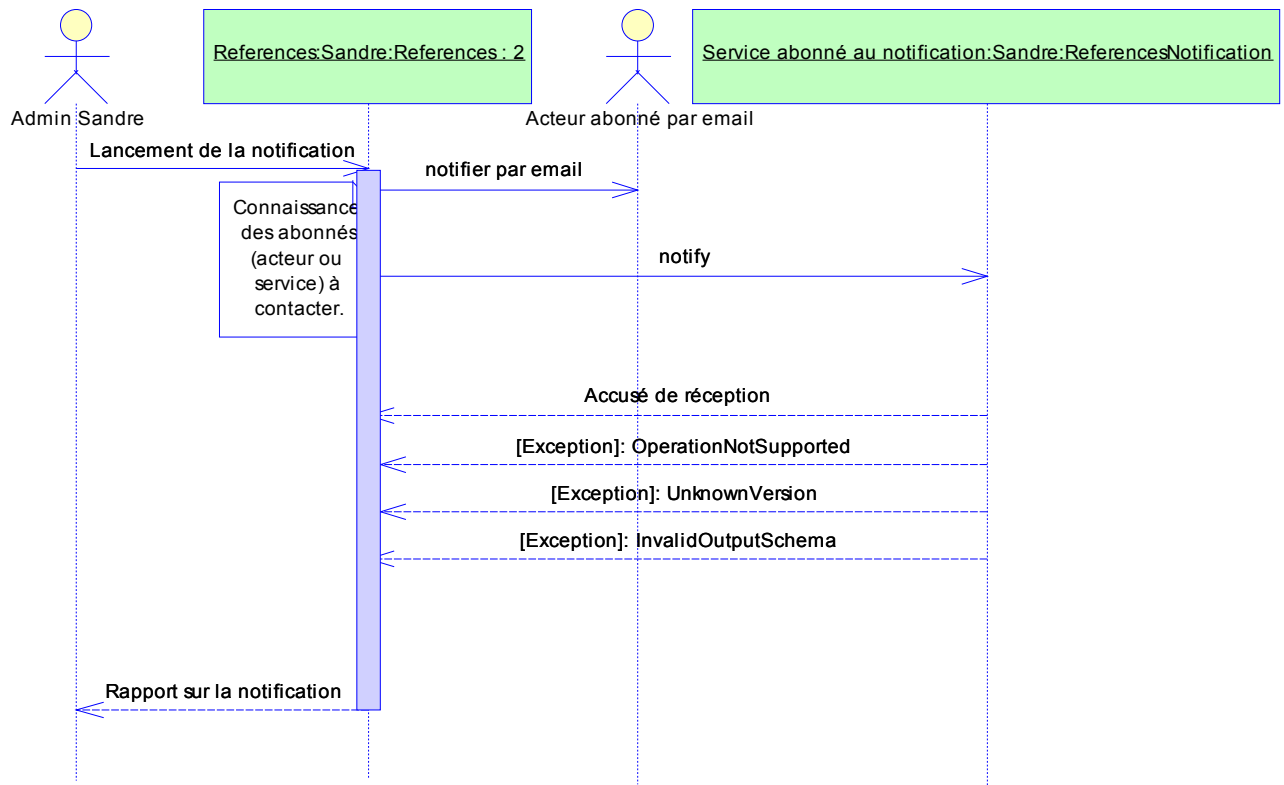 References:Sandre:References : 2
Service abonné au notification:Sandre:ReferencesNotification
Admin Sandre
Acteur abonné par email
Lancement de la notification
notifier par email
Connaissance
des abonnés
(acteur ou
service) à
contacter.
notify
Accusé de réception
[Exception]: OperationNotSupported
[Exception]: UnknownVersion
[Exception]: InvalidOutputSchema
Rapport sur la notification